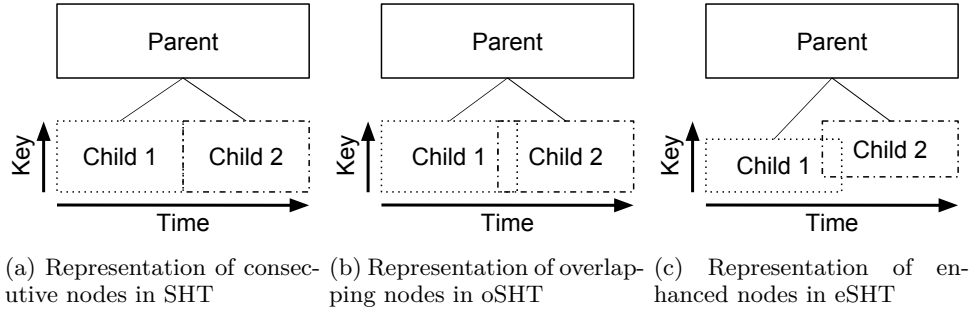 Parent
Child 1
Child 2
Key
Time
(a) Representation of consec-
utive nodes in SHT
Parent
Child 1
Child 2
Key
Time
(b) Representation of overlap-
ping nodes in oSHT
Parent
Child 1
Child 2
Key
Time
(c) Representation of en-
hanced nodes in eSHT